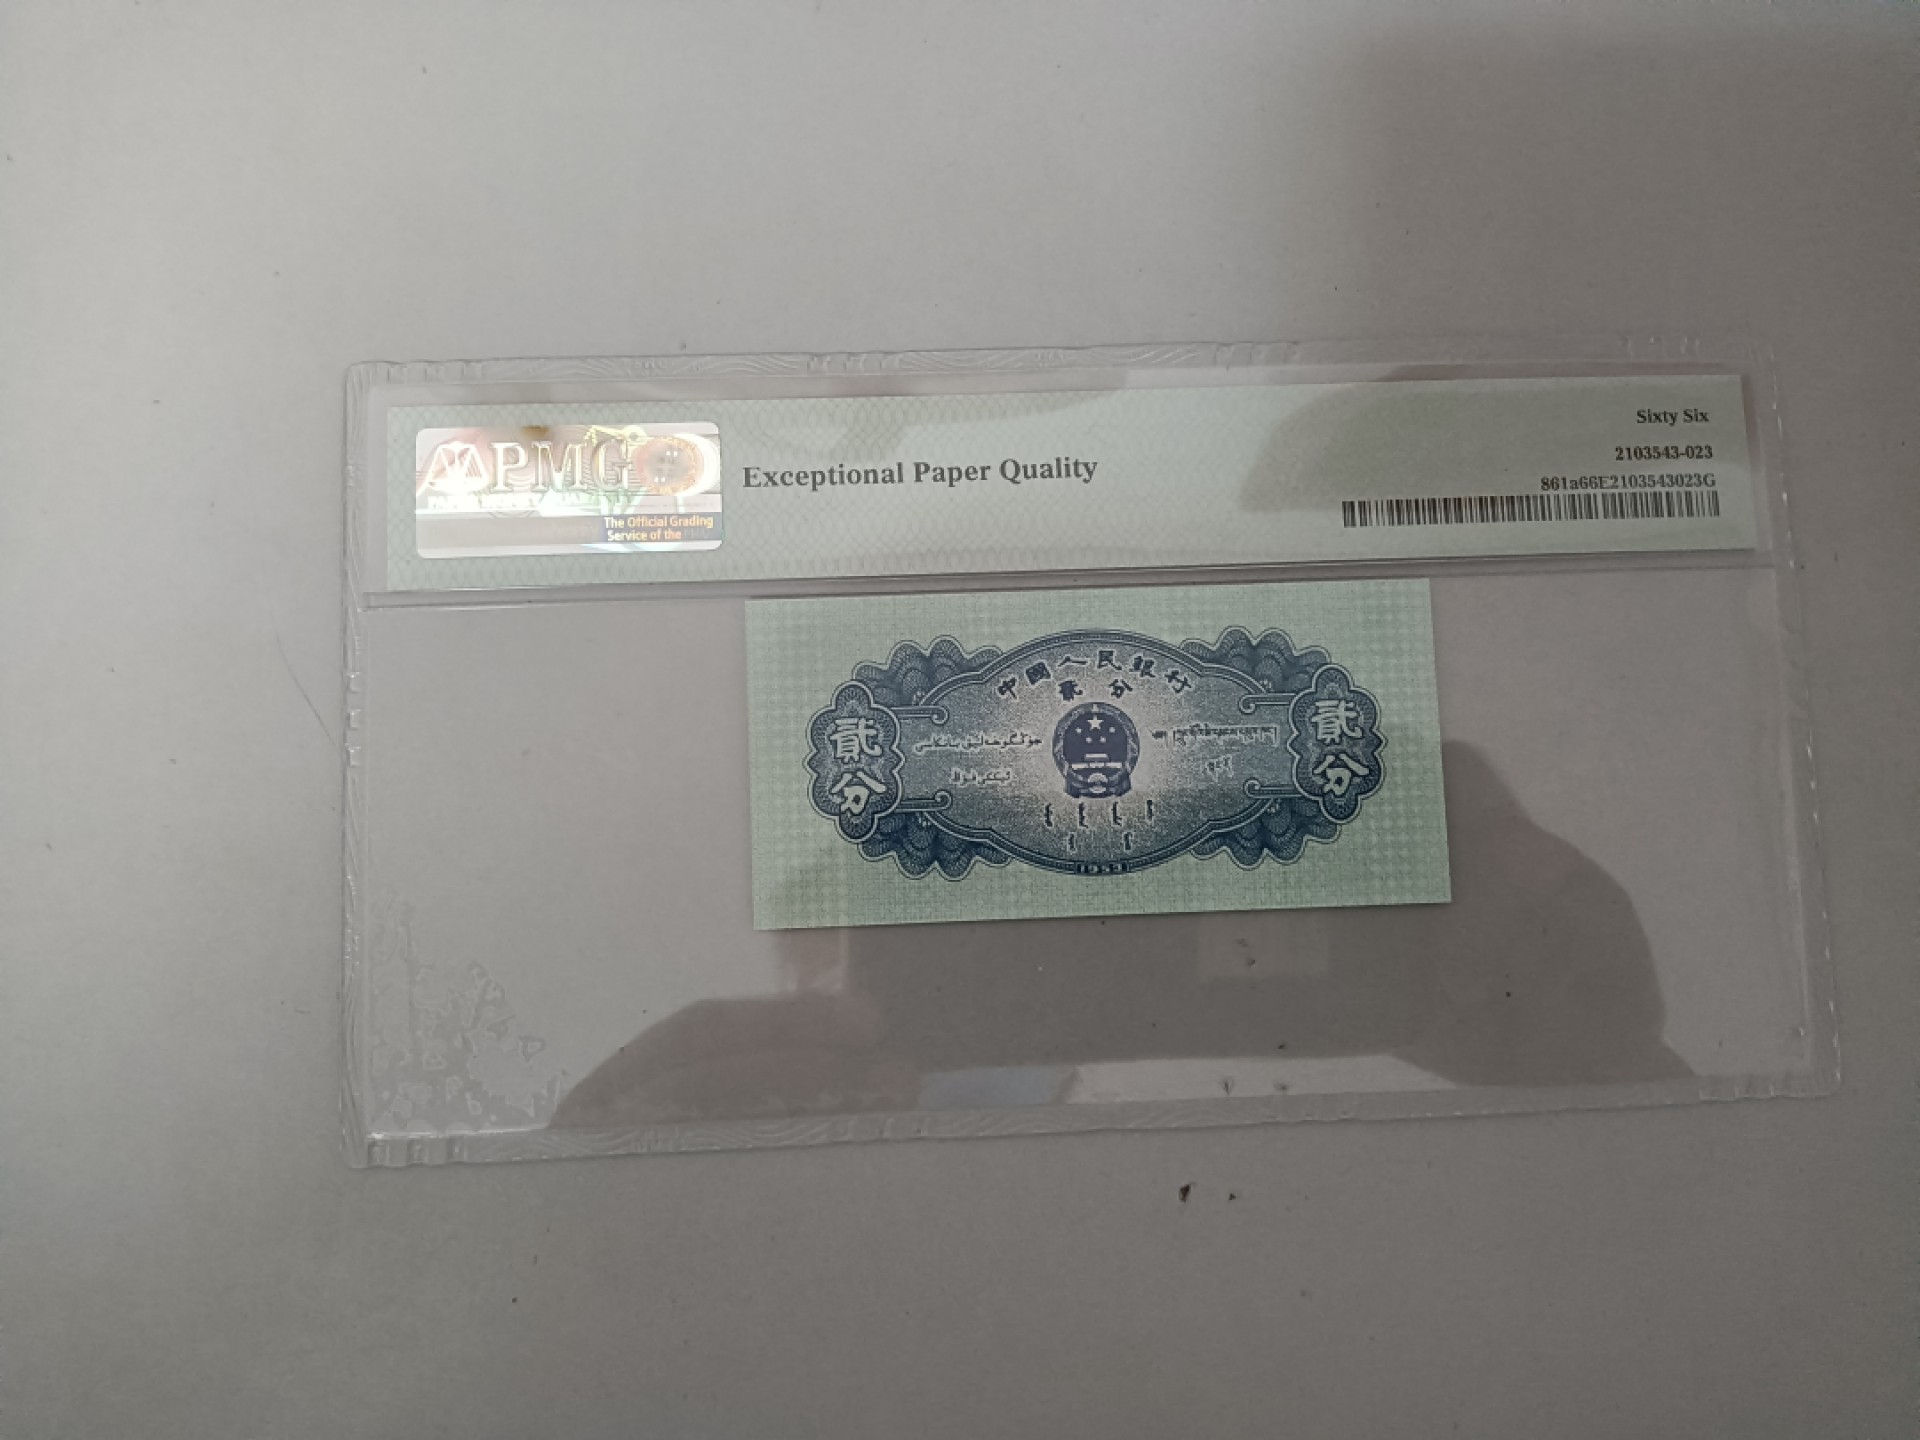 PMG
The Official Grading
Service of the
Exceptional Paper Quality
Sixty Six
2103543-023
861a66E2103543023G
中國人民銀行
貳分
貳分
貳分
1953